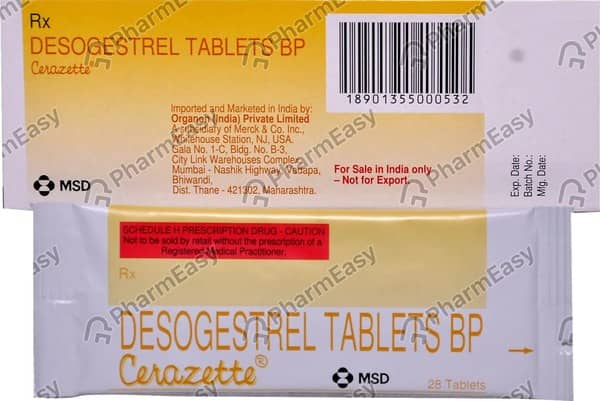 Rx
DESOGESTREL TABLETS BP
Cerazette®
18901355000532
Imported and Marketed in India by:
Organon (India) Private Limited
A subsidiary of Merck & Co. Inc.,
Whitehouse Station, NJ, USA.
Gala No. 1-C, Bldg. No. B-3,
City Link Warehouses Complex,
Mumbai - Nashik Highway, Vadapa,
Bhiwandi,
Dist. Thane - 421302, Maharashtra.
For Sale in India only
– Not for Export.
Exp. Date:
Batch No.:
Mfg. Date:
MSD
SCHEDULE H PRESCRIPTION DRUG - CAUTION
Not to be sold by retail without the prescription of a
Registered Medical Practitioner.
Rx
DESOGESTREL TABLETS BP
Cerazette®
MSD
28 Tablets
PharmEasy